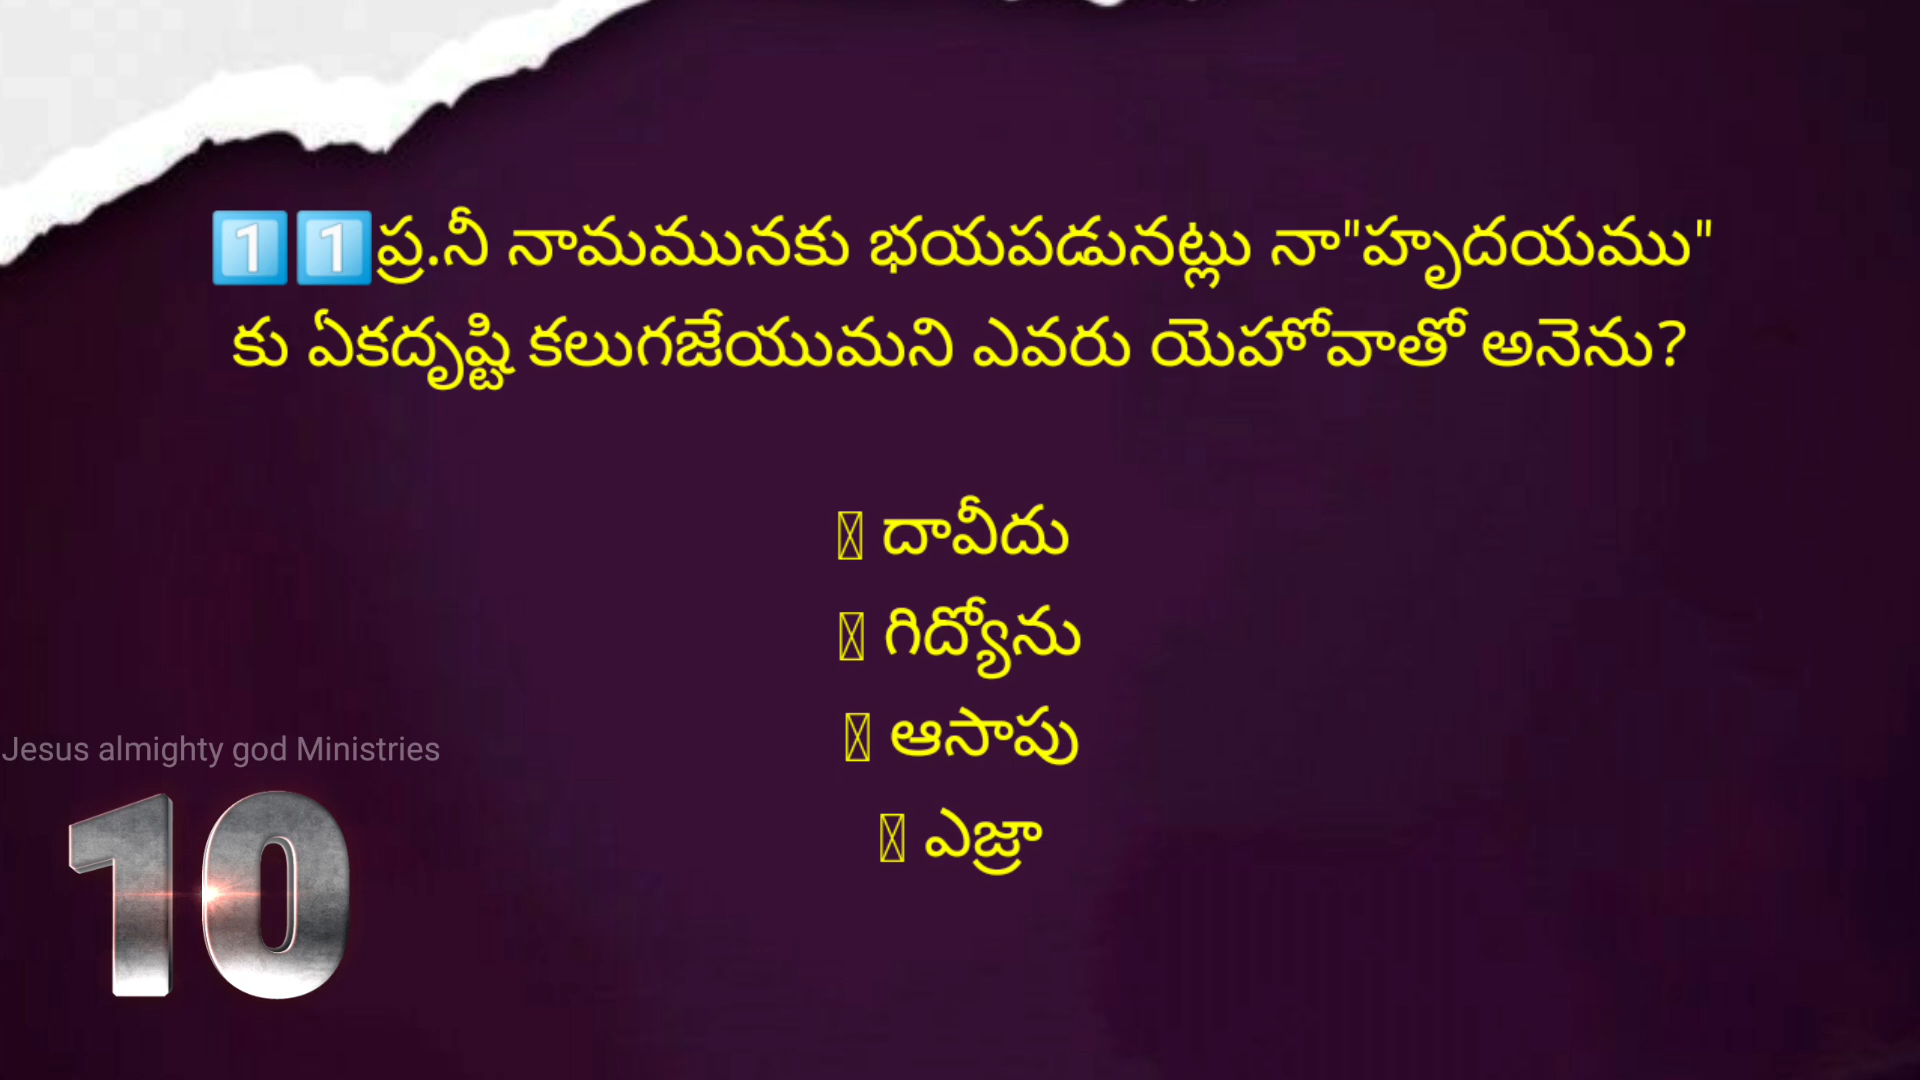 1️⃣1️⃣ప్ర.నీ నామమునకు భయపడునట్లు నా"హృదయము"
కు ఏకదృష్టి కలుగజేయుమని ఎవరు యెహోవాతో అనెను?
దావీదు
గిద్యోను
ఆసాపు
ఎజ్రా
Jesus almighty god Ministries
10